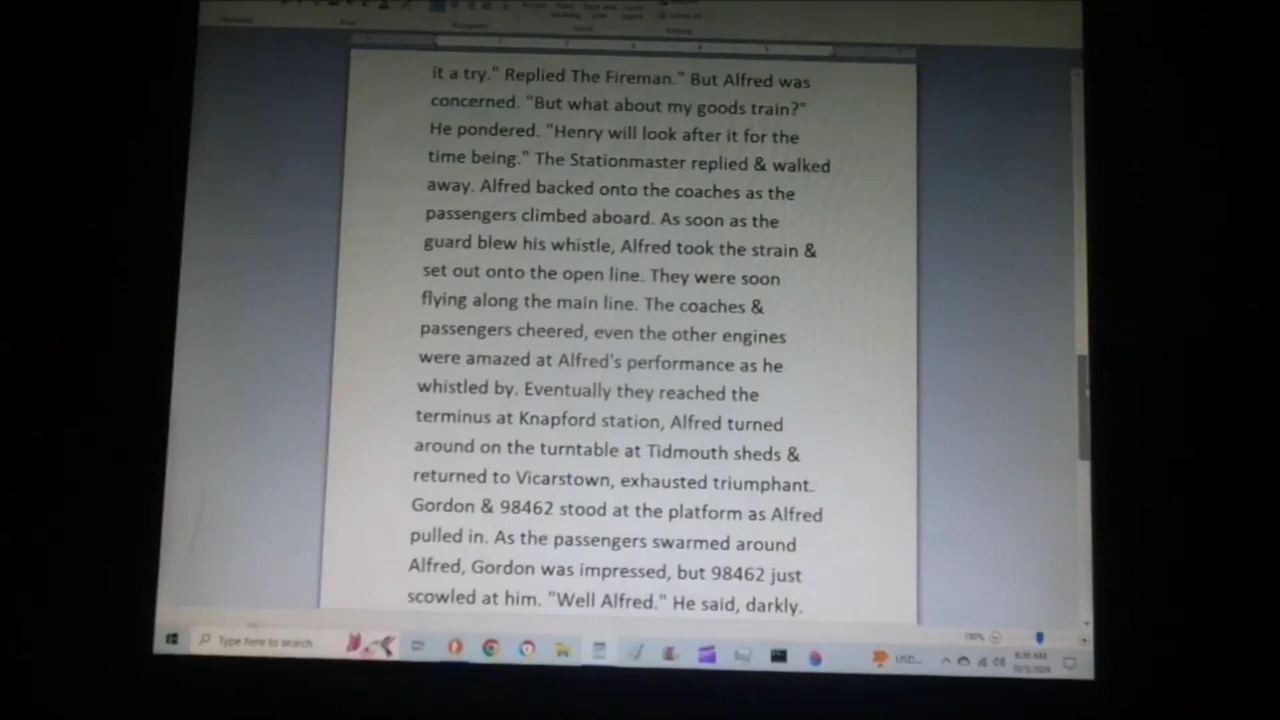 it a try." Replied The Fireman." But Alfred was
concerned. "But what about my goods train?"
He pondered. "Henry will look after it for the
time being." The Stationmaster replied & walked
away. Alfred backed onto the coaches as the
passengers climbed aboard. As soon as the
guard blew his whistle, Alfred took the strain &
set out onto the open line. They were soon
flying along the main line. The coaches &
passengers cheered, even the other engines
were amazed at Alfred's performance as he
whistled by. Eventually they reached the
terminus at Knapford station, Alfred turned
around on the turntable at Tidmouth sheds &
returned to Vicarstown, exhausted triumphant.
Gordon & 98462 stood at the platform as Alfred
pulled in. As the passengers swarmed around
Alfred, Gordon was impressed, but 98462 just
scowled at him. "Well Alfred." He said, darkly.
100%
Type here to search
USD...